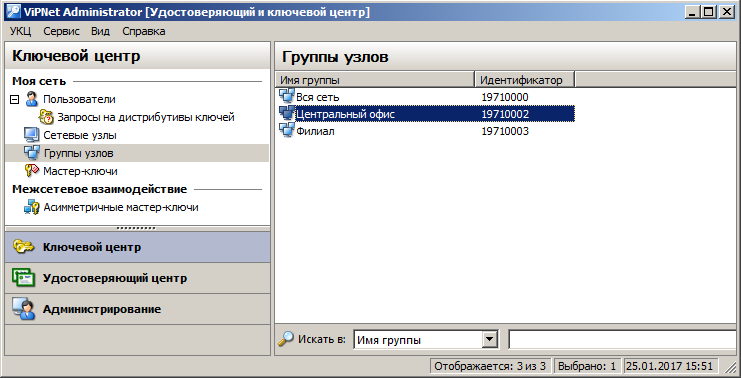 ViPNet Administrator [Удостоверяющий и ключевой центр]
УКЦ Сервис Вид Справка
Ключевой центр
Моя сеть
Пользователи
Запросы на дистрибутивы ключей
Сетевые узлы
Группы узлов
Мастер-ключи
Межсетевое взаимодействие
Асимметричные мастер-ключи
Ключевой центр
Удостоверяющий центр
Администрирование
Группы узлов
Имя группы Идентификатор
Вся сеть 19710000
Центральный офис 19710002
Филиал 19710003
Искать в: Имя группы
Отображается: 3 из 3 Выбрано: 1 25.01.2017 15:51